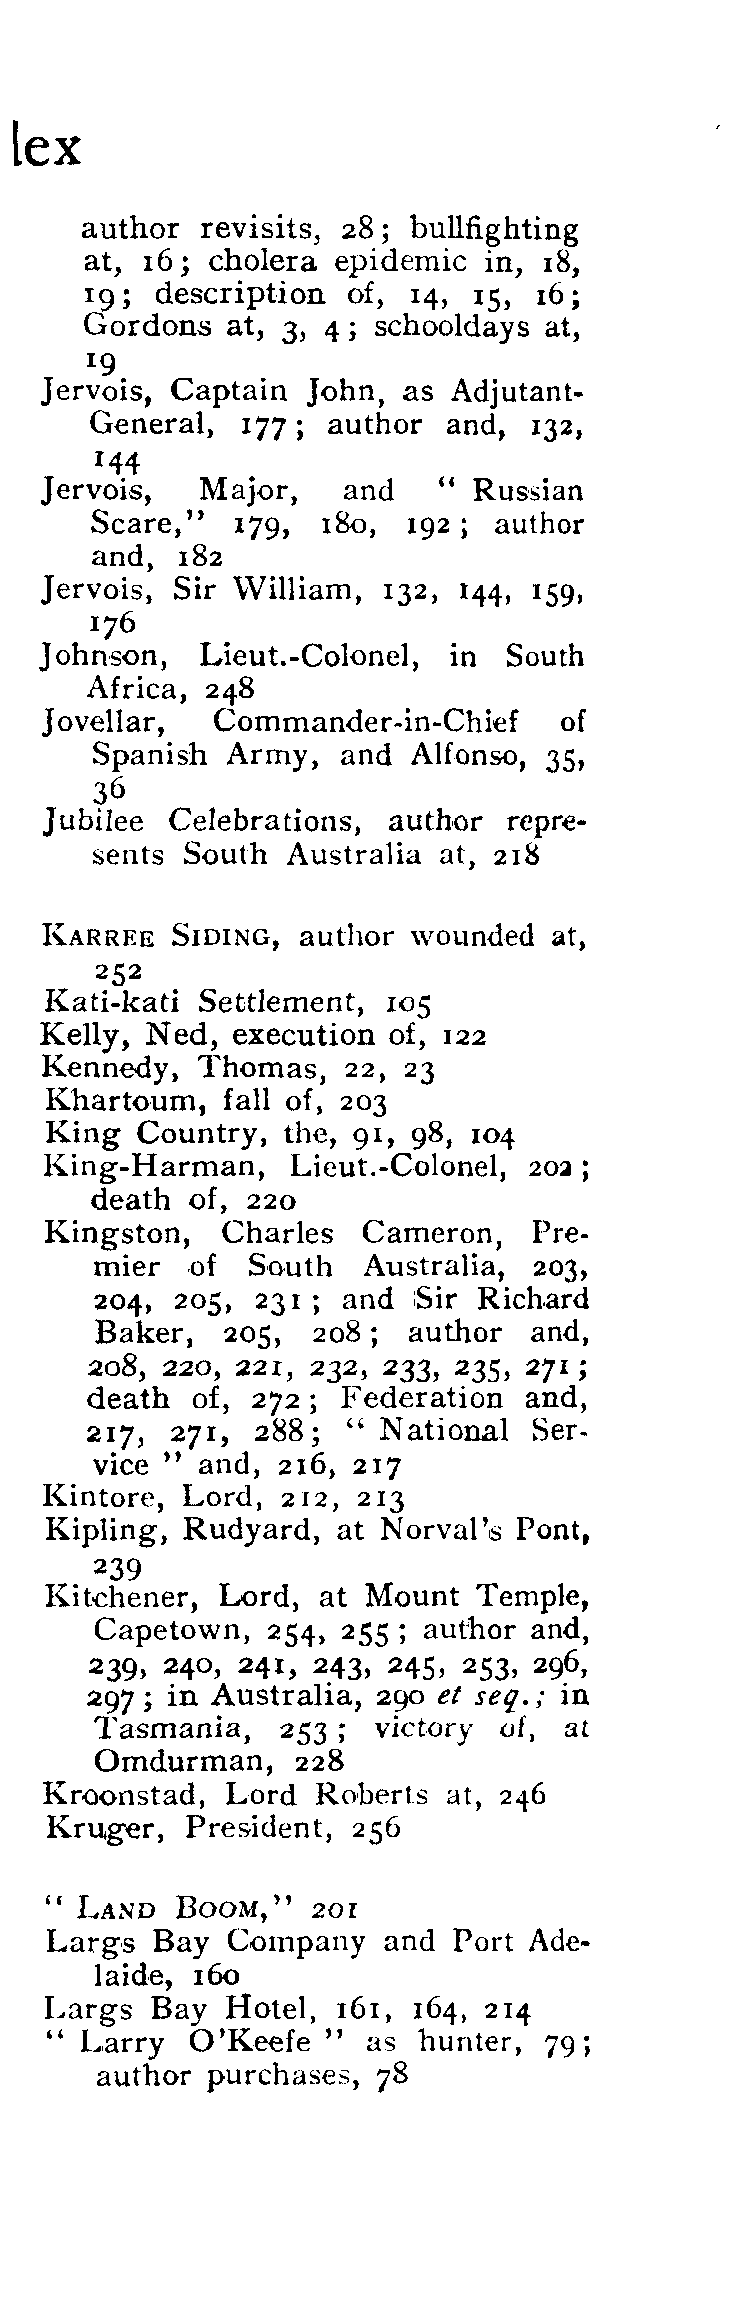 lex
author revisits, 28; bullfighting
at, 16; cholera epidemic in, 18,
19; description of, 14, 15, 16;
Gordons at, 3, 4; schooldays at,
19
Jervois, Captain John, as Adjutant-
General, 177; author and, 132,
144
Jervois, Major, and “ Russian
Scare,” 179, 180, 192; author
and, 182
Jervois, Sir William, 132, 144, 159,
176
Johnson, Lieut.-Colonel, in South
Africa, 248
Jovellar, Commander-in-Chief of
Spanish Army, and Alfonso, 35,
36
Jubilee Celebrations, author repre-
sents South Australia at, 218
KARREE SIDING, author wounded at,
252
Kati-kati Settlement, 105
Kelly, Ned, execution of, 122
Kennedy, Thomas, 22, 23
Khartoum, fall of, 203
King Country, the, 91, 98, 104
King-Harman, Lieut.-Colonel, 202;
death of, 220
Kingston, Charles Cameron, Pre-
mier of South Australia, 203,
204, 205, 231; and Sir Richard
Baker, 205, 208; author and,
208, 220, 221, 232, 233, 235, 271;
death of, 272; Federation and,
217, 271, 288; “ National Ser-
vice ” and, 216, 217
Kintore, Lord, 212, 213
Kipling, Rudyard, at Norval's Pont,
239
Kitchener, Lord, at Mount Temple,
Capetown, 254, 255; author and,
239, 240, 241, 243, 245, 253, 296,
297; in Australia, 290 et seq.; in
Tasmania, 253; victory of, at
Omdurman, 228
Kroonstad, Lord Roberts at, 246
Kruger, President, 256
“ LAND BOOM,” 201
Largs Bay Company and Port Ade-
laide, 160
Largs Bay Hotel, 161, 164, 214
“ Larry O'Keefe ” as hunter, 79;
author purchases, 78